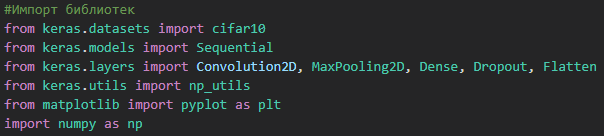 #Импорт библиотек
from keras.datasets import cifar10
from keras.models import Sequential
from keras.layers import Convolution2D, MaxPooling2D, Dense, Dropout, Flatten
from keras.utils import np_utils
from matplotlib import pyplot as plt
import numpy as np